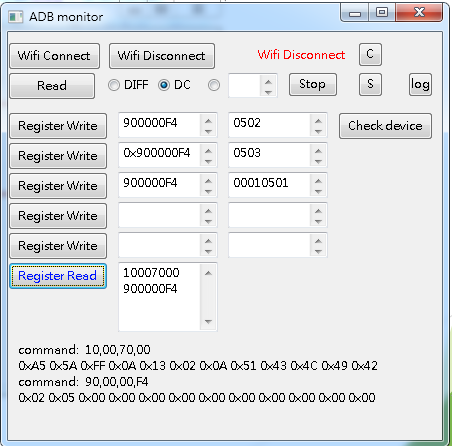 ADB monitor
Wifi Connect Wifi Disconnect Wifi Disconnect C
Read DIFF DC Stop S log
Register Write 900000F4 0502 Check device
Register Write 0x900000F4 0503
Register Write 900000F4 00010501
Register Write
Register Write
Register Read 10007000
900000F4
command: 10,00,70,00
0xA5 0x5A 0xFF 0x0A 0x13 0x02 0x0A 0x51 0x43 0x4C 0x49 0x42
command: 90,00,00,F4
0x02 0x05 0x00 0x00 0x00 0x00 0x00 0x00 0x00 0x00 0x00 0x00